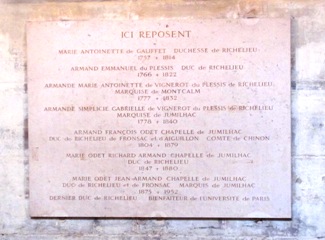 ICI REPOSENT
MARIE ANTOINETTE de GALIFFET DUCHESSE de RICHELIEU
1757 + 1814
ARMAND EMMANUEL du PLESSIS DUC de RICHELIEU
1766 + 1822
ARMANDE MARIE ANTOINETTE de VIGNEROT du PLESSIS de RICHELIEU
MARQUISE de MONTCALM
1777 + 1832
ARMANDE SIMPLICIE GABRIELLE de VIGNEROT du PLESSIS de RICHELIEU
MARQUISE de JUMILHAC
1778 + 1840
ARMAND FRANÇOIS ODET CHAPELLE de JUMILHAC
DUC de RICHELIEU de FRONSAC et d'AIGUILLON COMTE de CHINON
1804 + 1879
MARIE ODET RICHARD ARMAND CHAPELLE de JUMILHAC
DUC de RICHELIEU
1847 + 1880
MARIE ODET JEAN ARMAND CHAPELLE de JUMILHAC
DUC de RICHELIEU et de FRONSAC MARQUIS de JUMILHAC
1875 + 1952
DERNIER DUC de RICHELIEU BIENFAITEUR de l'UNIVERSITÉ de PARIS